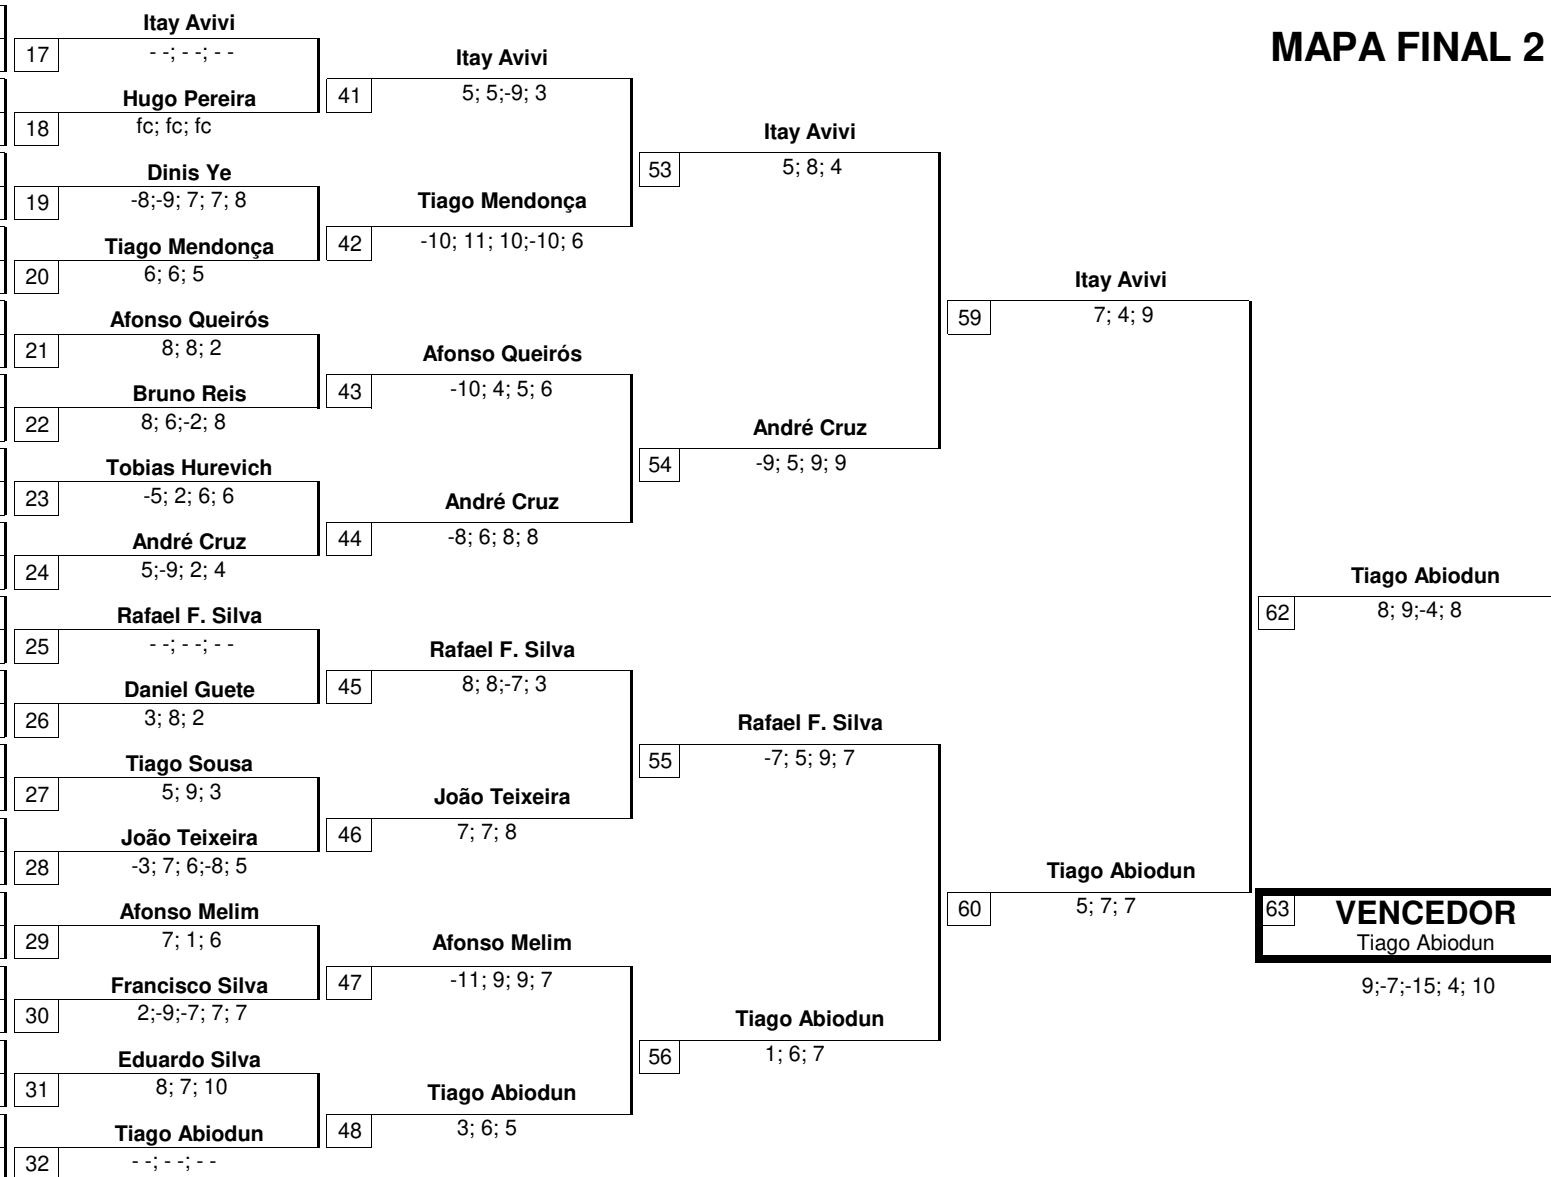 MAPA FINAL 2
Itay Avivi
17
- -; - -; - -
Hugo Pereira
18
fc; fc; fc
Dinis Ye
19
-8;-9; 7; 7; 8
Tiago Mendonça
20
6; 6; 5
Afonso Queirós
21
8; 8; 2
Bruno Reis
22
8; 6;-2; 8
Tobias Hurevich
23
-5; 2; 6; 6
André Cruz
24
5;-9; 2; 4
Rafael F. Silva
25
- -; - -; - -
Daniel Guete
26
3; 8; 2
Tiago Sousa
27
5; 9; 3
João Teixeira
28
-3; 7; 6;-8; 5
Afonso Melim
29
7; 1; 6
Francisco Silva
30
2;-9;-7; 7; 7
Eduardo Silva
31
8; 7; 10
Tiago Abiodun
32
- -; - -; - -
Itay Avivi
41
5; 5;-9; 3
Tiago Mendonça
42
-10; 11; 10;-10; 6
Afonso Queirós
43
-10; 4; 5; 6
André Cruz
44
-8; 6; 8; 8
Rafael F. Silva
45
8; 8;-7; 3
João Teixeira
46
7; 7; 8
Afonso Melim
47
-11; 9; 9; 7
Tiago Abiodun
48
3; 6; 5
Itay Avivi
53
5; 8; 4
André Cruz
54
-9; 5; 9; 9
Rafael F. Silva
55
-7; 5; 9; 7
Tiago Abiodun
56
1; 6; 7
Itay Avivi
59
7; 4; 9
Tiago Abiodun
60
5; 7; 7
Tiago Abiodun
62
8; 9;-4; 8
63
VENCEDOR
Tiago Abiodun
9;-7;-15; 4; 10